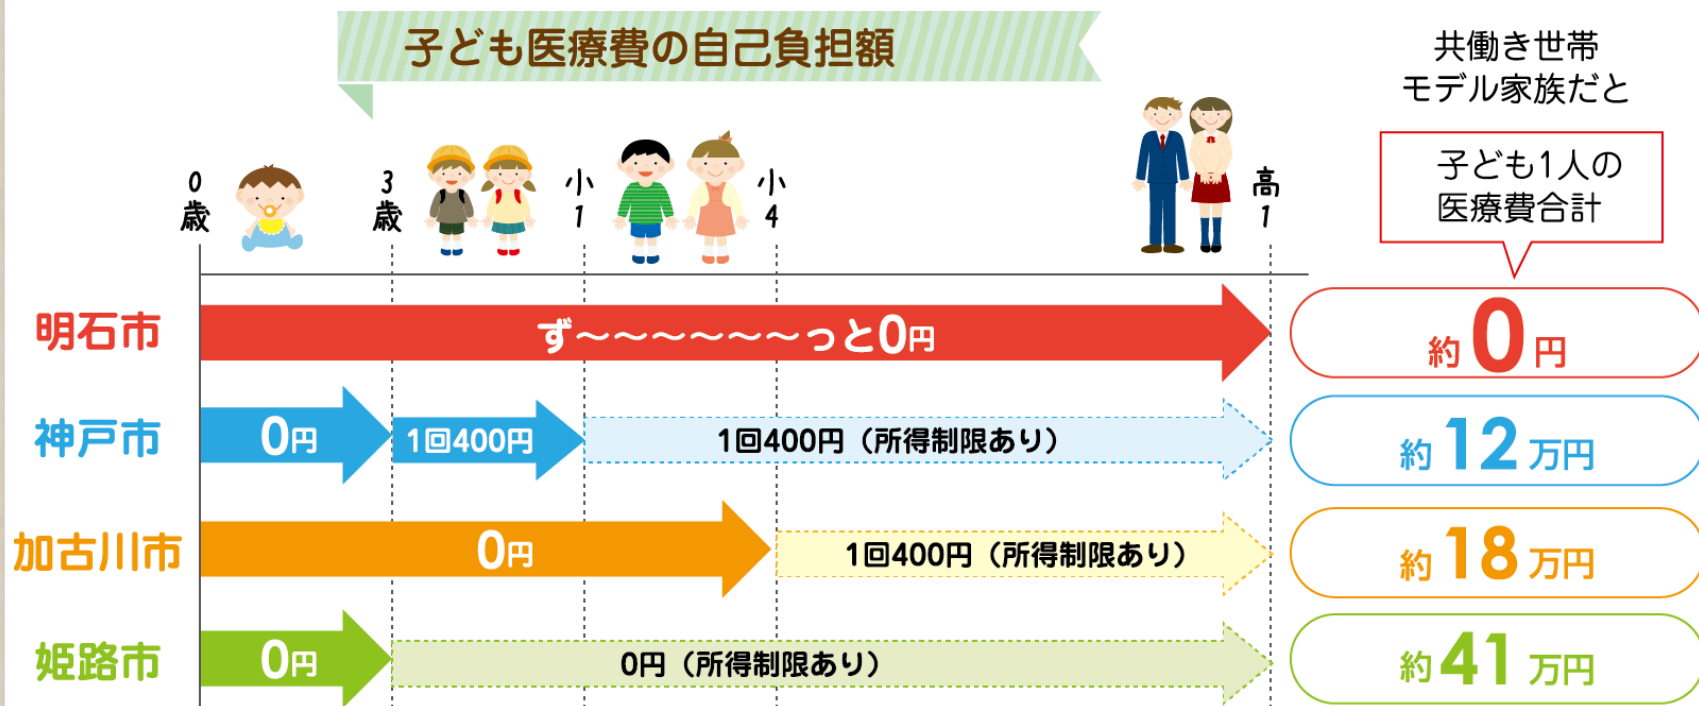 子ども医療費の自己負担額
共働き世帯
モデル家族だと
子ども1人の
医療費合計
0歳
3歳
小1
小4
高1
明石市
ず〜〜〜〜〜〜っと0円
約0円
神戸市
0円
1回400円
1回400円（所得制限あり）
約12万円
加古川市
0円
1回400円（所得制限あり）
約18万円
姫路市
0円
0円（所得制限あり）
約41万円